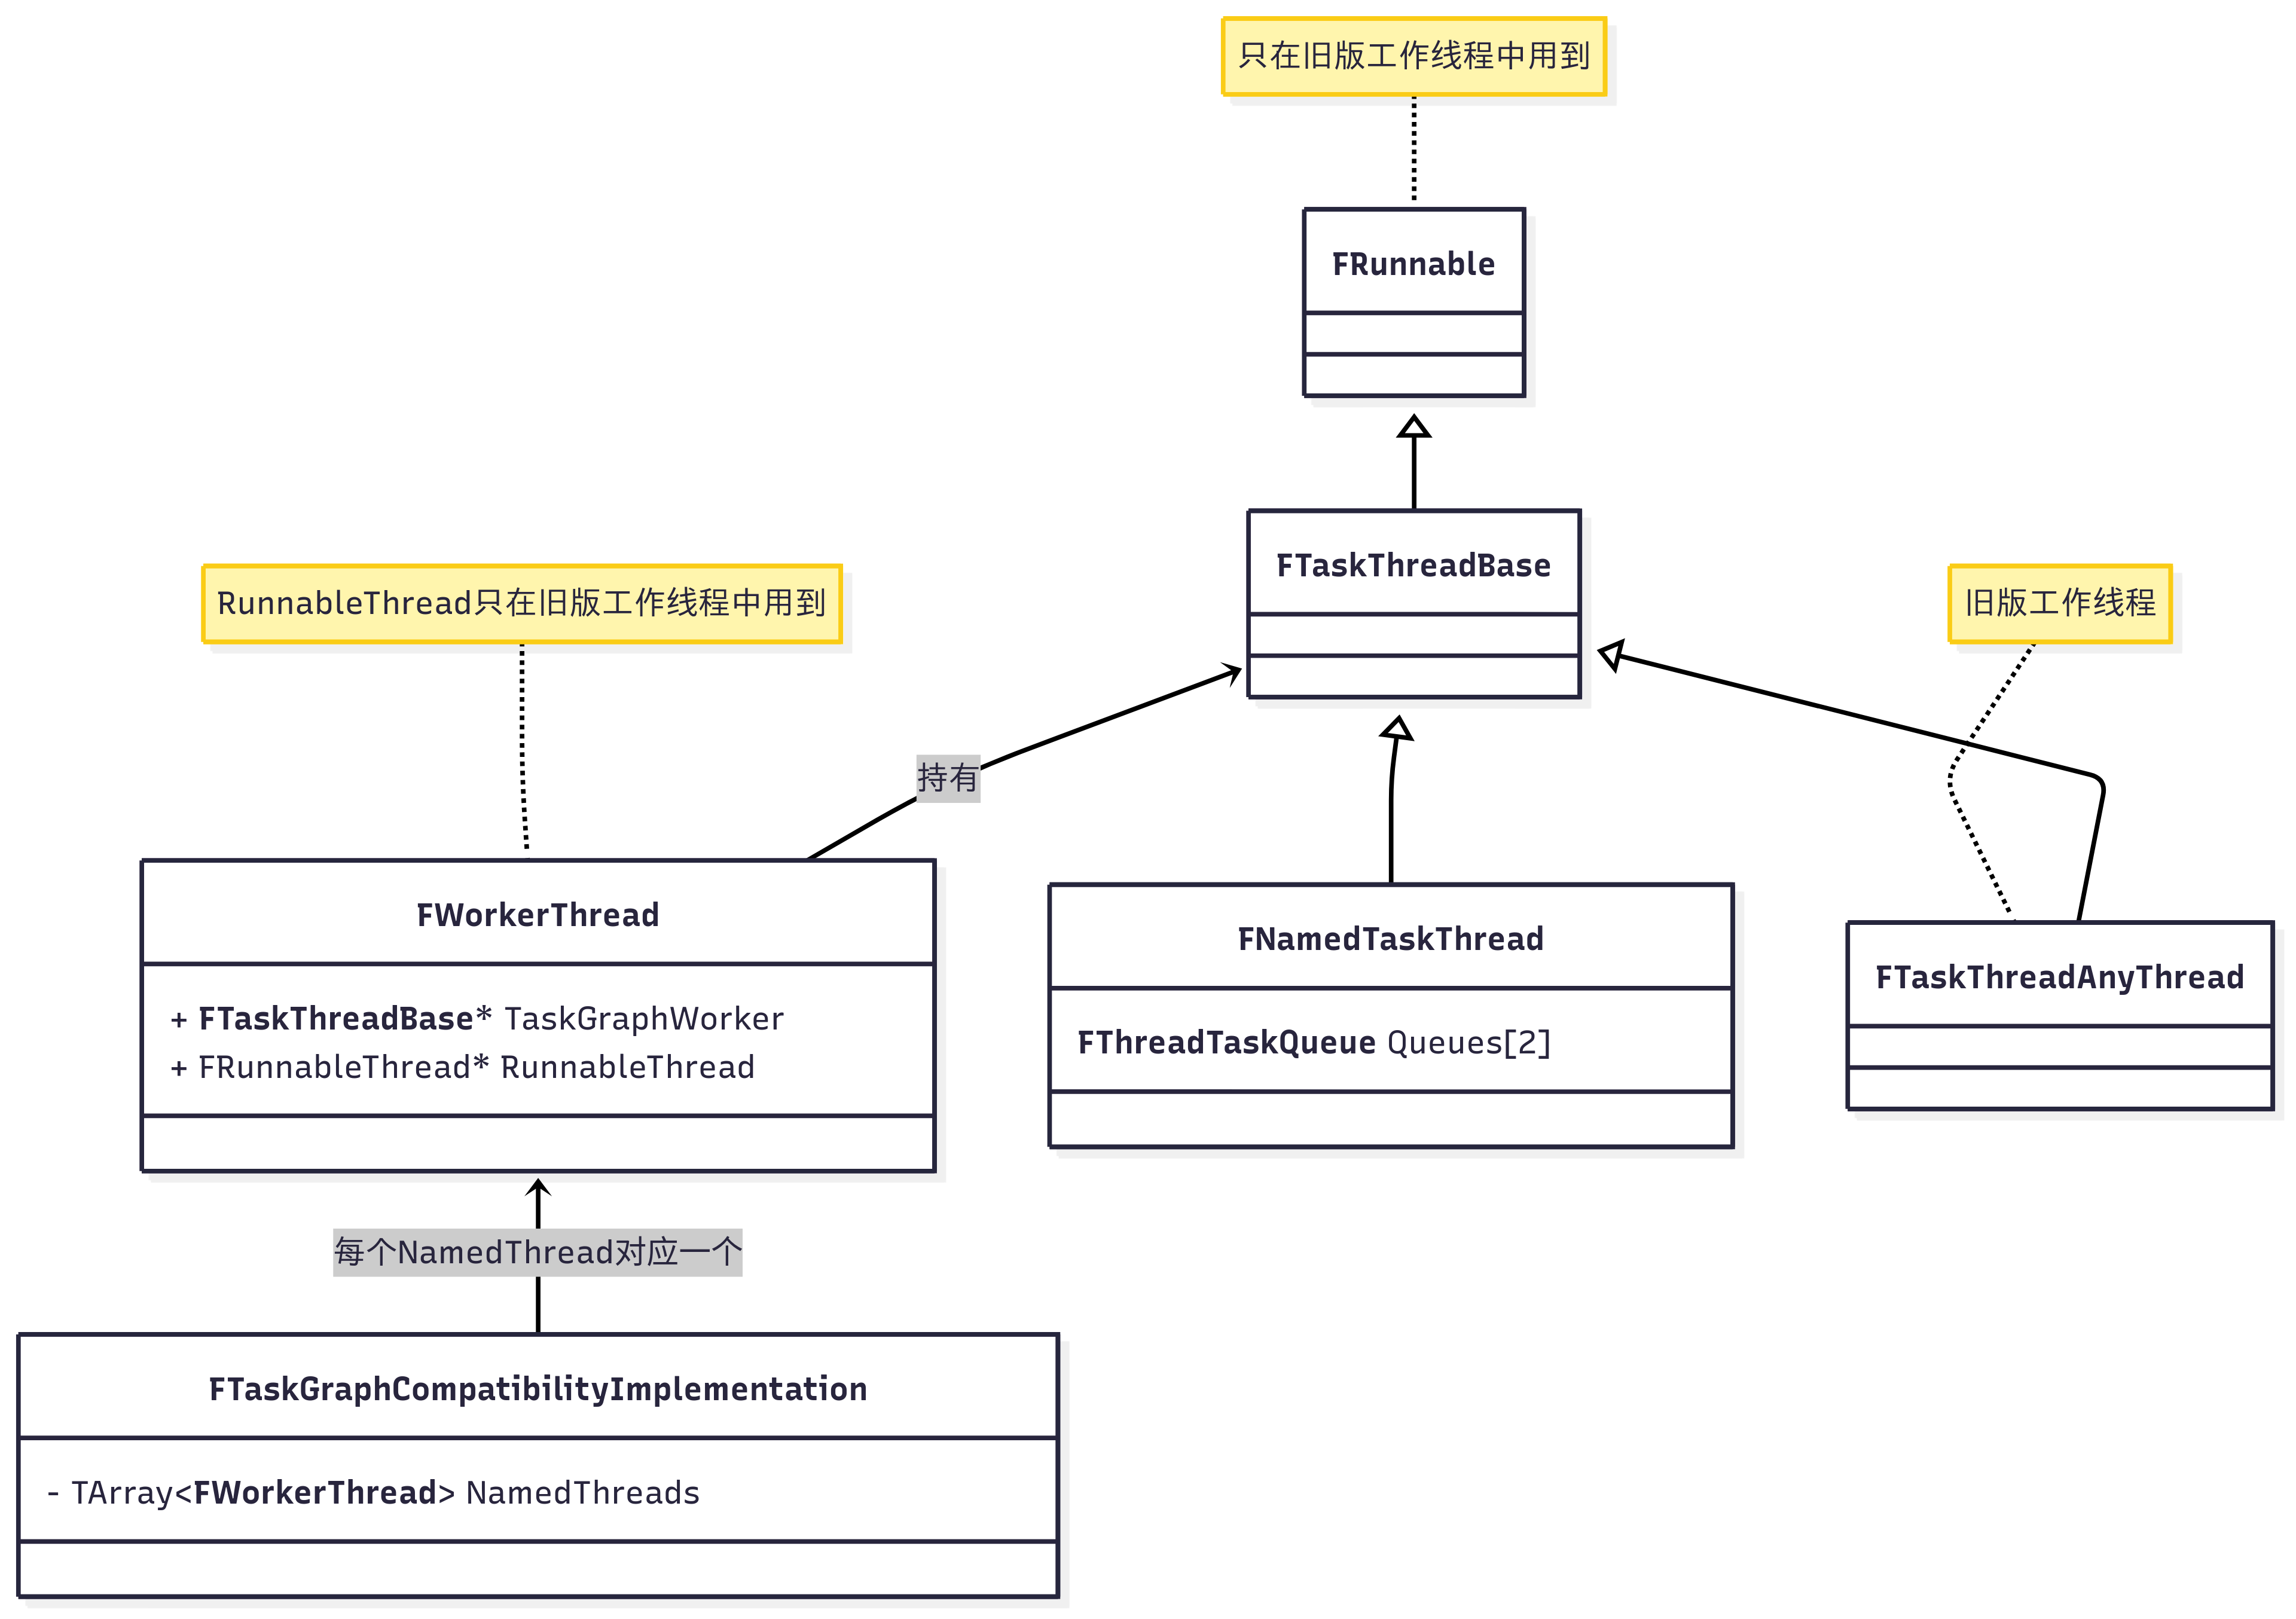 只在旧版工作线程中用到
FRunnable
FTaskThreadBase
RunnableThread只在旧版工作线程中用到
旧版工作线程
持有
FWorkerThread
+ FTaskThreadBase* TaskGraphWorker
+ FRunnableThread* RunnableThread
FNamedTaskThread
FThreadTaskQueue Queues[2]
FTaskThreadAnyThread
每个NamedThread对应一个
FTaskGraphCompatibilityImplementation
- TArray<FWorkerThread> NamedThreads